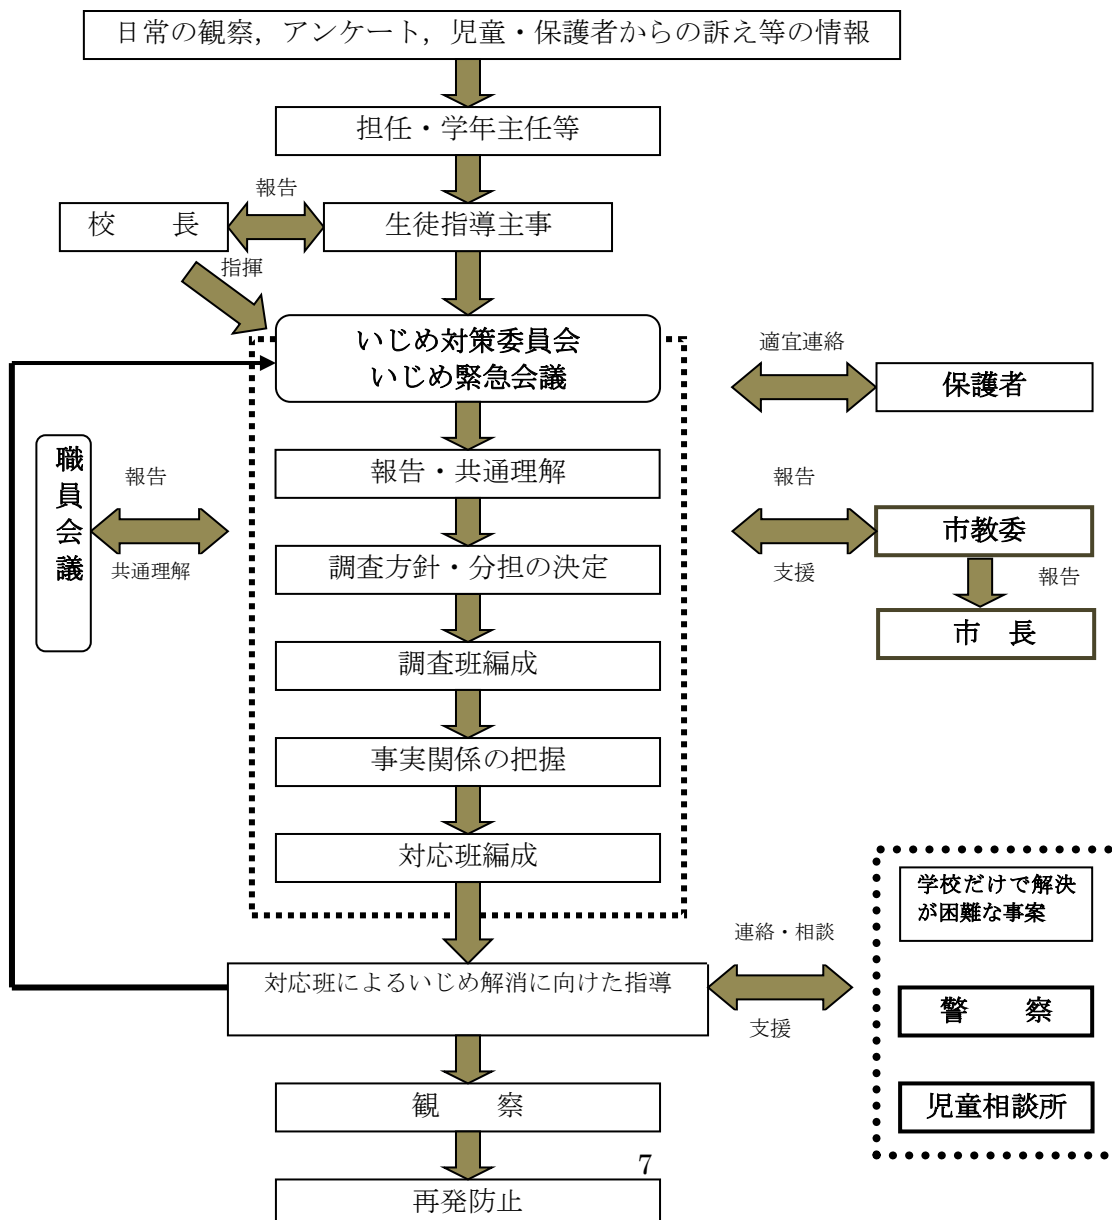 日常の観察，アンケート，児童・保護者からの訴え等の情報
担任・学年主任等
報告
校　　長
生徒指導主事
指揮
いじめ対策委員会
いじめ緊急会議
適宜連絡
保護者
職員会議
報告
共通理解
報告・共通理解
報告
市教委
支援
報告
市　長
調査方針・分担の決定
調査班編成
事実関係の把握
対応班編成
学校だけで解決
が困難な事案
連絡・相談
対応班によるいじめ解消に向けた指導
支援
警　　察
児童相談所
観　　察
7
再発防止